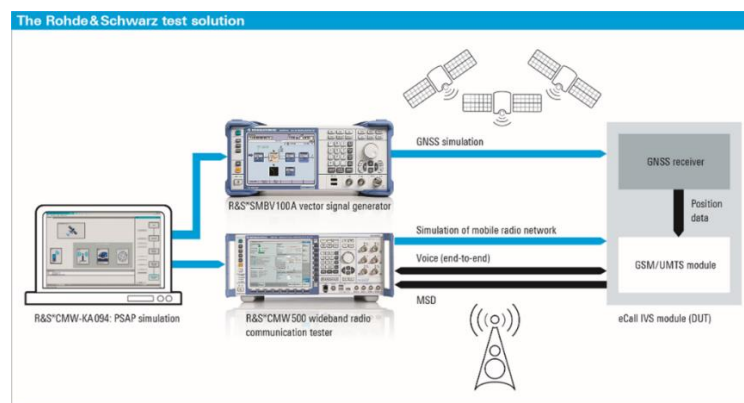 The Rohde&Schwarz test solution
GNSS simulation
GNSS receiver
R&S®SMBV100A vector signal generator
Position
data
Simulation of mobile radio network
Voice (end-to-end)
GSM/UMTS module
MSD
R&S®CMW-KA094: PSAP simulation
R&S®CMW500 wideband radio
communication tester
eCall IVS module (DUT)